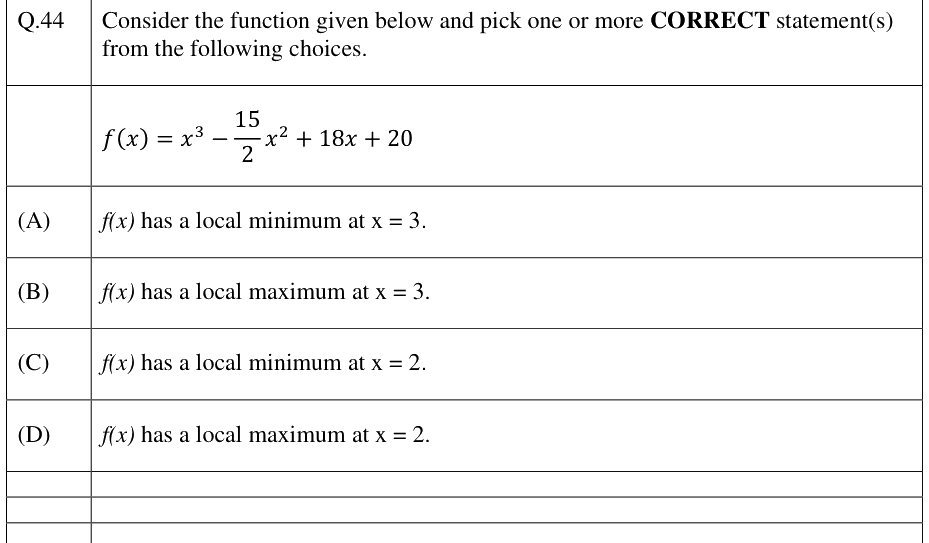 Q.44 Consider the function given below and pick one or more CORRECT statement(s)
from the following choices.
f(x) = x³ − 15/2 x² + 18x + 20
(A) f(x) has a local minimum at x = 3.
(B) f(x) has a local maximum at x = 3.
(C) f(x) has a local minimum at x = 2.
(D) f(x) has a local maximum at x = 2.